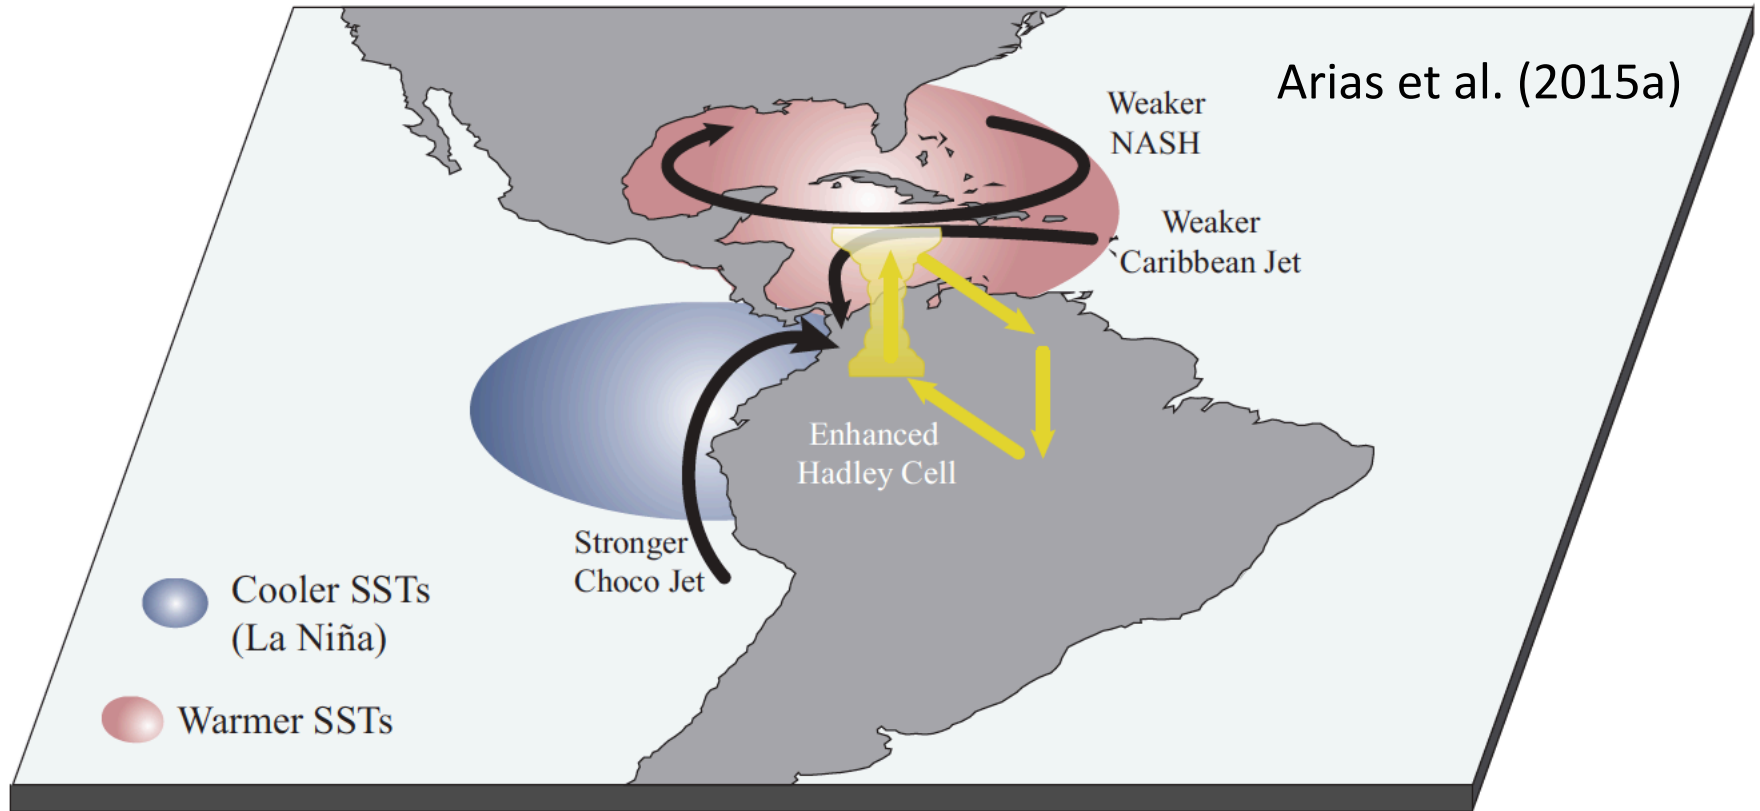 Arias et al. (2015a)
Weaker
NASH
Weaker
Caribbean Jet
Enhanced
Hadley Cell
Stronger
Choco Jet
Cooler SSTs
(La Niña)
Warmer SSTs